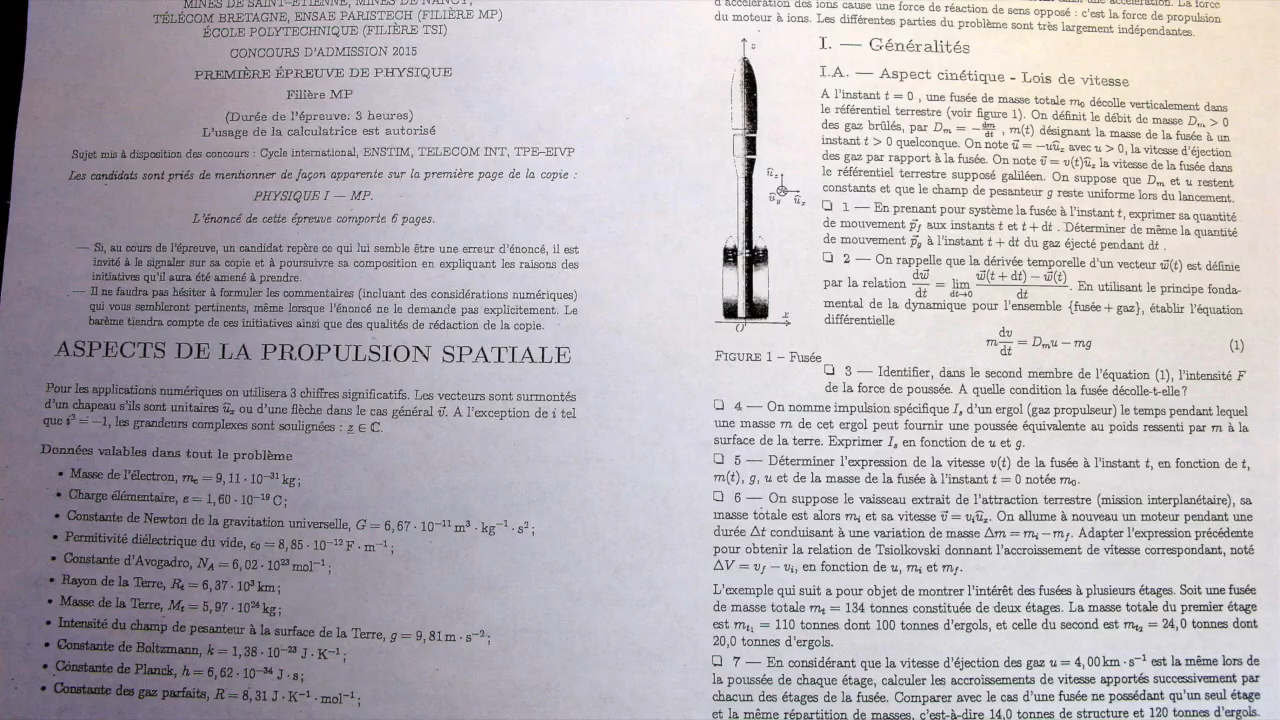 MINES DE SAINT-ÉTIENNE, MINES DE NANCY,
TÉLÉCOM BRETAGNE, ENSAE PARISTECH (FILIÈRE MP)
ÉCOLE POLYTECHNIQUE (FILIÈRE TSI)
CONCOURS D'ADMISSION 2015
PREMIÈRE ÉPREUVE DE PHYSIQUE
Filière MP
(Durée de l'épreuve: 3 heures)
L'usage de la calculatrice est autorisé
Sujet mis à disposition des concours : Cycle international, ENSTIM, TELECOM INT, TPE–EIVP
Les candidats sont priés de mentionner de façon apparente sur la première page de la copie :
PHYSIQUE I — MP.
L'énoncé de cette épreuve comporte 6 pages.
— Si, au cours de l'épreuve, un candidat repère ce qui lui semble être une erreur d'énoncé, il est
invité à le signaler sur sa copie et à poursuivre sa composition en expliquant les raisons des
initiatives qu'il aura été amené à prendre.
— Il ne faudra pas hésiter à formuler les commentaires (incluant des considérations numériques)
qui vous sembleront pertinents, même lorsque l'énoncé ne le demande pas explicitement. Le
barème tiendra compte de ces initiatives ainsi que des qualités de rédaction de la copie.
ASPECTS DE LA PROPULSION SPATIALE
Pour les applications numériques on utilisera 3 chiffres significatifs. Les vecteurs sont surmontés
d'un chapeau s'ils sont unitaires û_z ou d'une flèche dans le cas général v⃗. A l'exception de i tel
que i² = −1, les grandeurs complexes sont soulignées : z ∈ ℂ.
Données valables dans tout le problème
• Masse de l'électron, m_e = 9, 11 · 10⁻³¹ kg ;
• Charge élémentaire, e = 1, 60 · 10⁻¹⁹ C ;
• Constante de Newton de la gravitation universelle, G = 6, 67 · 10⁻¹¹ m³ · kg⁻¹ · s² ;
• Permitivité diélectrique du vide, ε₀ = 8, 85 · 10⁻¹² F · m⁻¹ ;
• Constante d'Avogadro, N_A = 6, 02 · 10²³ mol⁻¹ ;
• Rayon de la Terre, R_t = 6, 37 · 10³ km ;
• Masse de la Terre, M_t = 5, 97 · 10²⁴ kg ;
• Intensité du champ de pesanteur à la surface de la Terre, g = 9, 81 m · s⁻² ;
• Constante de Boltzmann, k = 1, 38 · 10⁻²³ J · K⁻¹ ;
• Constante de Planck, h = 6, 62 · 10⁻³⁴ J · s ;
• Constante des gaz parfaits, R = 8, 31 J · K⁻¹ · mol⁻¹ ;
d'accélération des ions cause une force de réaction de sens opposé : c'est la force de propulsion
du moteur à ions. Les différentes parties du problème sont très largement indépendantes.
I. — Généralités
I.A. — Aspect cinétique - Lois de vitesse
A l'instant t = 0 , une fusée de masse totale m₀ décolle verticalement dans
le référentiel terrestre (voir figure 1). On définit le débit de masse D_m > 0
des gaz brûlés, par D_m = −dm/dt , m(t) désignant la masse de la fusée à un
instant t > 0 quelconque. On note u⃗ = −uû_z avec u > 0, la vitesse d'éjection
des gaz par rapport à la fusée. On note v⃗ = v(t)û_z la vitesse de la fusée dans
le référentiel terrestre supposé galiléen. On suppose que D_m et u restent
constants et que le champ de pesanteur g reste uniforme lors du lancement.
❑ 1 — En prenant pour système la fusée à l'instant t, exprimer sa quantité
de mouvement p⃗_f aux instants t et t + dt . Déterminer de même la quantité
de mouvement p⃗_g à l'instant t + dt du gaz éjecté pendant dt .
❑ 2 — On rappelle que la dérivée temporelle d'un vecteur w⃗(t) est définie
par la relation dw⃗/dt = lim_{dt→0} (w⃗(t + dt) − w⃗(t))/dt. En utilisant le principe fonda-
mental de la dynamique pour l'ensemble {fusée + gaz}, établir l'équation
différentielle
m dv/dt = D_m u − mg (1)
z
û_z
û_y û_x
O x
FIGURE 1 – Fusée
❑ 3 — Identifier, dans le second membre de l'équation (1), l'intensité F
de la force de poussée. A quelle condition la fusée décolle-t-elle ?
❑ 4 — On nomme impulsion spécifique I_s d'un ergol (gaz propulseur) le temps pendant lequel
une masse m de cet ergol peut fournir une poussée équivalente au poids ressenti par m à la
surface de la terre. Exprimer I_s en fonction de u et g.
❑ 5 — Déterminer l'expression de la vitesse v(t) de la fusée à l'instant t, en fonction de t,
m(t), g, u et de la masse de la fusée à l'instant t = 0 notée m₀.
❑ 6 — On suppose le vaisseau extrait de l'attraction terrestre (mission interplanétaire), sa
masse totale est alors m_i et sa vitesse v⃗ = v_i û_z. On allume à nouveau un moteur pendant une
durée Δt conduisant à une variation de masse Δm = m_i − m_f. Adapter l'expression précédente
pour obtenir la relation de Tsiolkovski donnant l'accroissement de vitesse correspondant, noté
ΔV = v_f − v_i, en fonction de u, m_i et m_f.
L'exemple qui suit a pour objet de montrer l'intérêt des fusées à plusieurs étages. Soit une fusée
de masse totale m_t = 134 tonnes constituée de deux étages. La masse totale du premier étage
est m_t₁ = 110 tonnes dont 100 tonnes d'ergols, et celle du second est m_t₂ = 24, 0 tonnes dont
20,0 tonnes d'ergols.
❑ 7 — En considérant que la vitesse d'éjection des gaz u = 4, 00 km · s⁻¹ est la même lors de
la poussée de chaque étage, calculer les accroissements de vitesse apportés successivement par
chacun des étages de la fusée. Comparer avec le cas d'une fusée ne possédant qu'un seul étage
et la même répartition de masses, c'est-à-dire 14,0 tonnes de structure et 120 tonnes d'ergols.